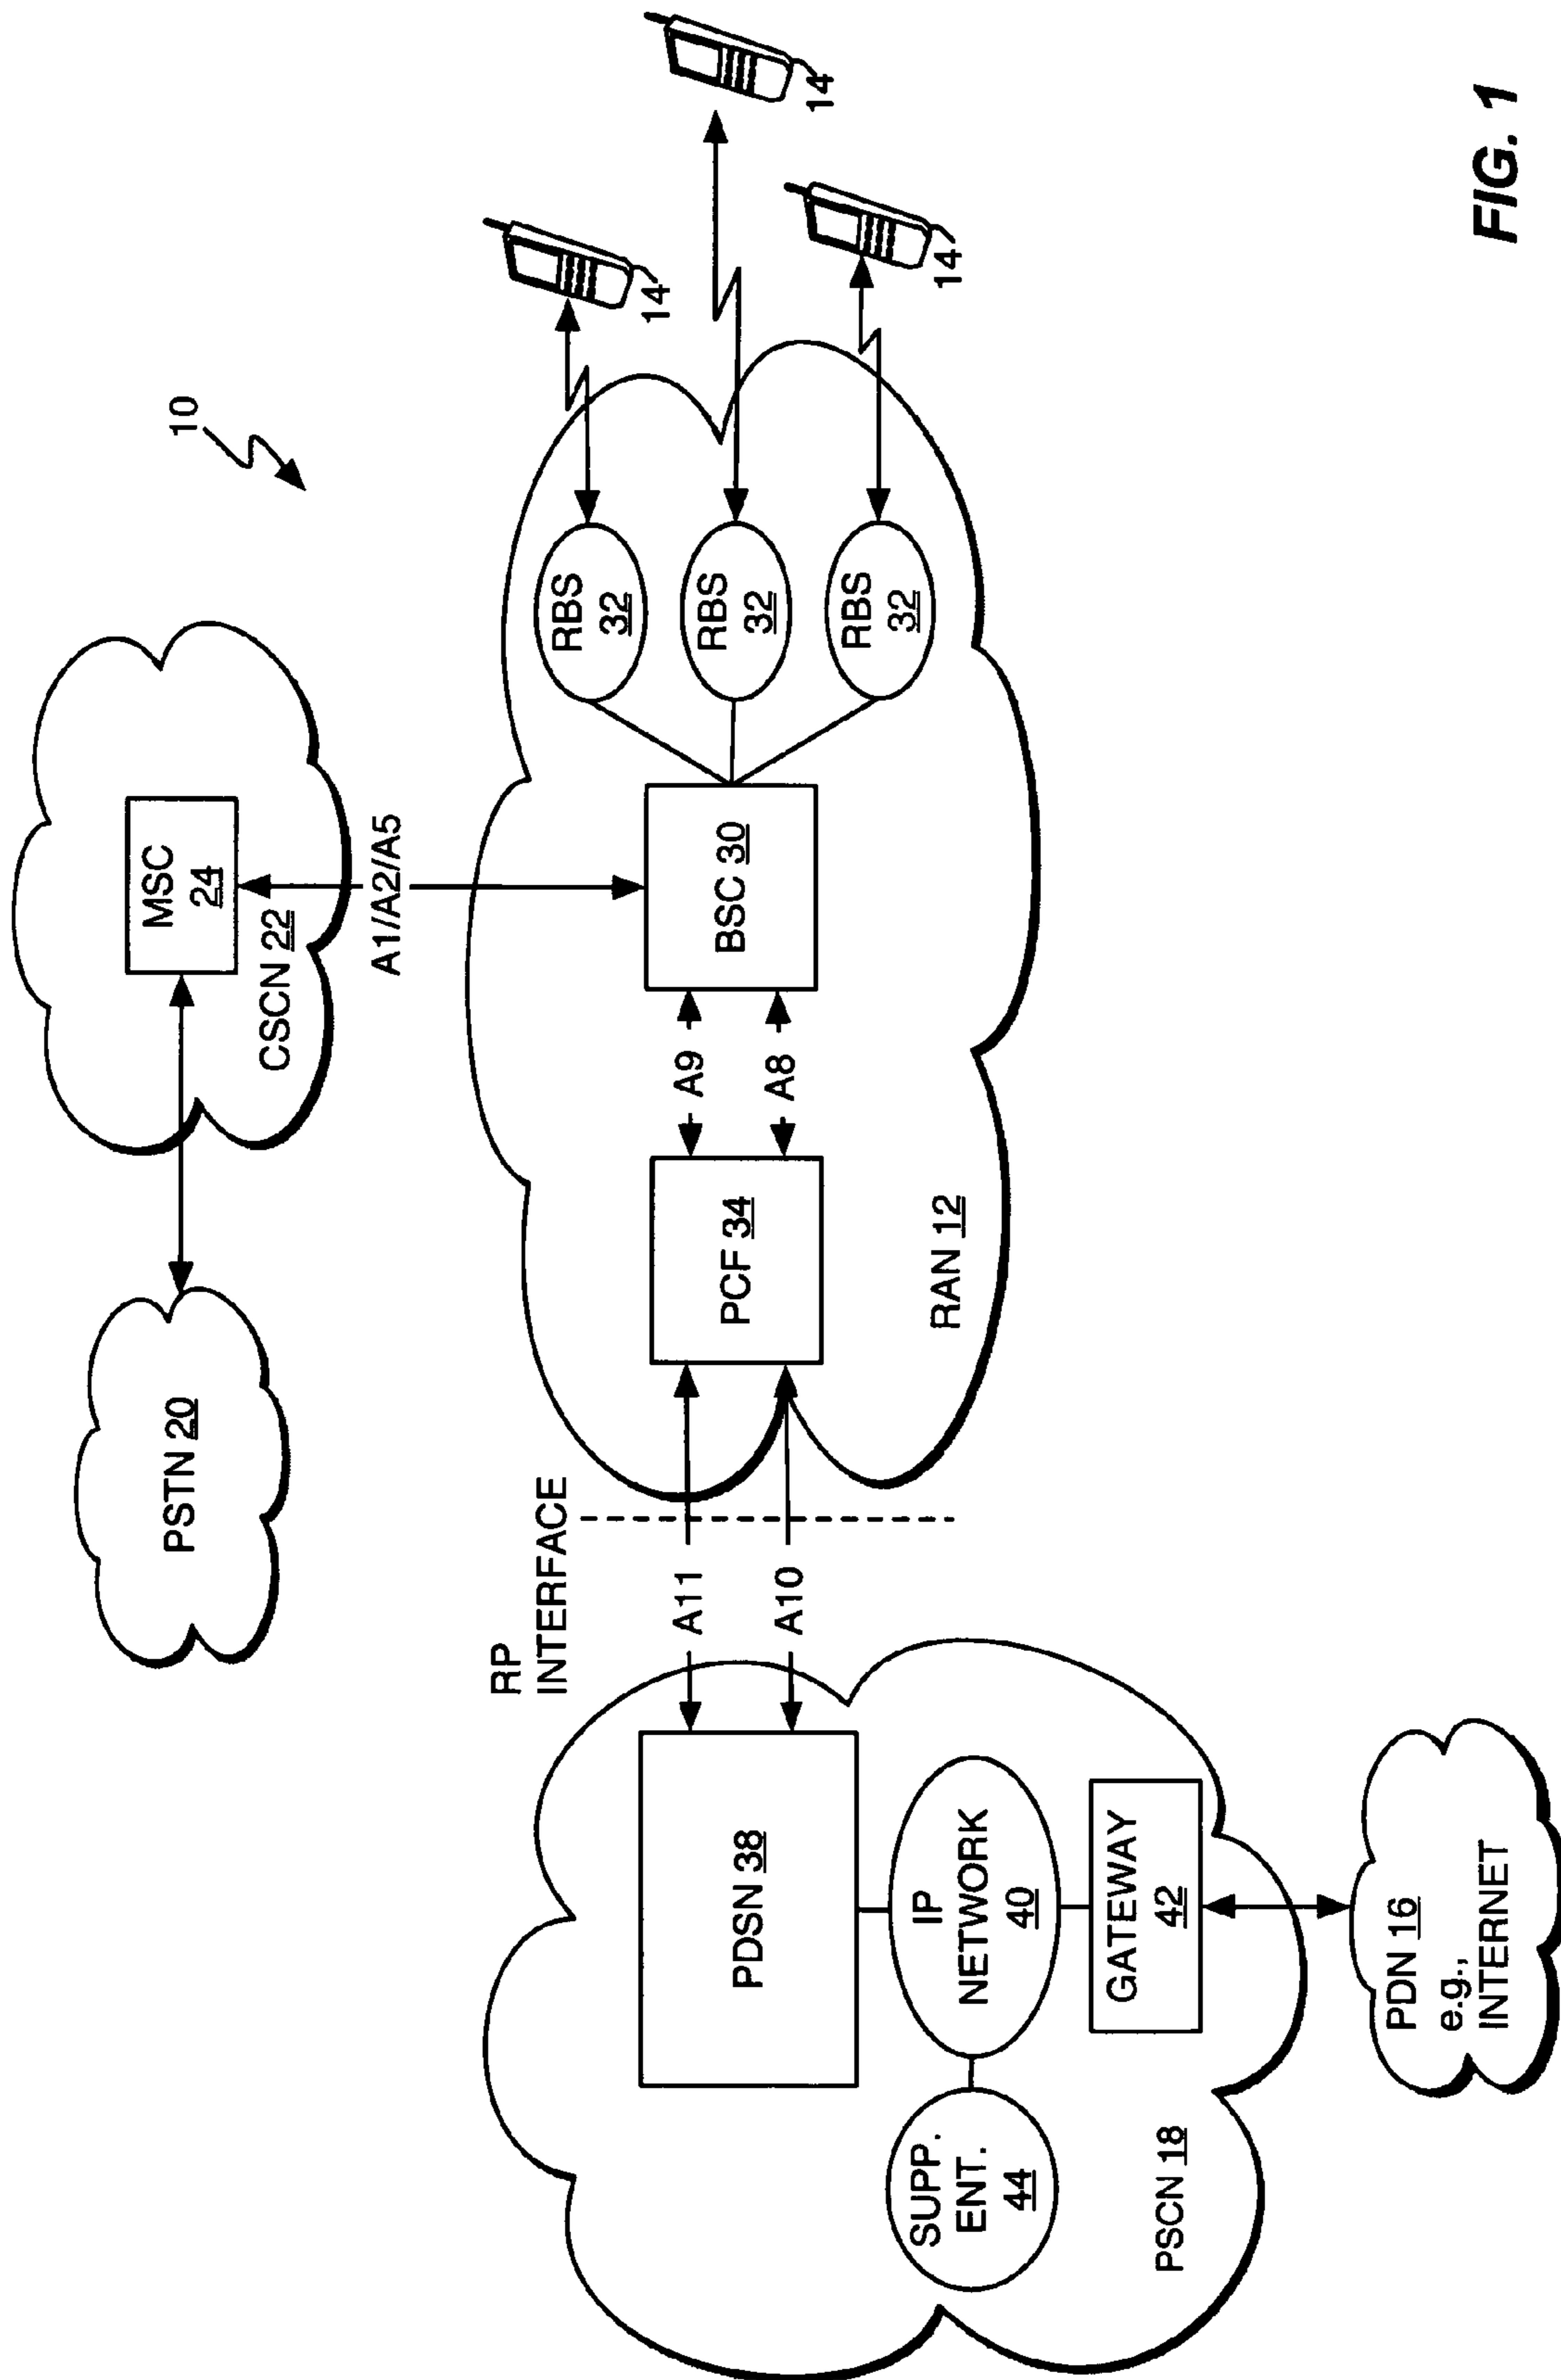 10
PSTN 20
MSC
24
CSCN 22
A1/A2/A5
14
14
14
RP
INTERFACE
RBS
32
RBS
32
RBS
32
BSC 30
A9
A8
PCF 34
RAN 12
A11
A10
PDSN 38
IP
NETWORK
40
SUPP.
ENT.
44
GATEWAY
42
PSCN 18
PDN 16
e.g.,
INTERNET
FIG. 1